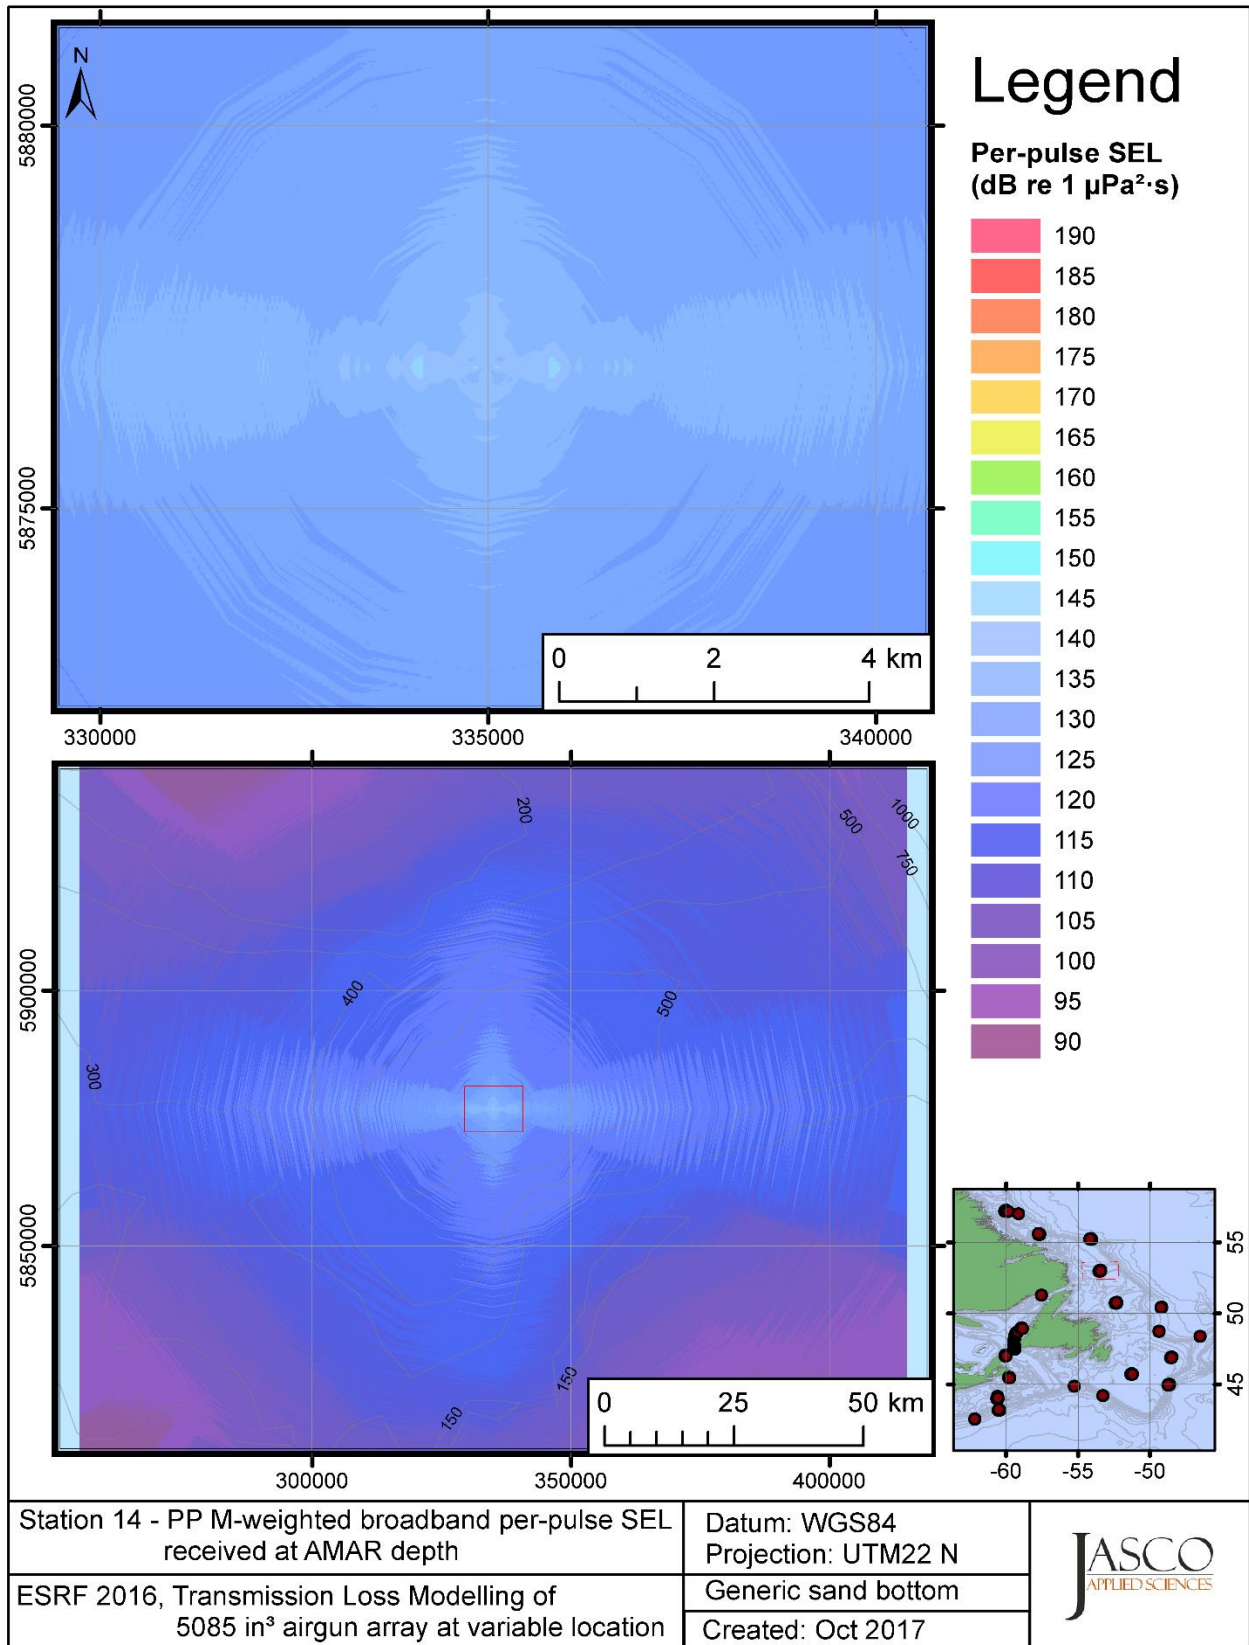 N
5880000
5875000
0 2 4 km
330000 335000 340000
Legend
Per-pulse SEL
(dB re 1 µPa²·s)
190
185
180
175
170
165
160
155
150
145
140
135
130
125
120
115
110
105
100
95
90
200
500
1000
750
400
500
300
150
150
5900000
5850000
0 25 50 km
300000 350000 400000
55
50
45
-60 -55 -50
Station 14 - PP M-weighted broadband per-pulse SEL
received at AMAR depth
ESRF 2016, Transmission Loss Modelling of
5085 in³ airgun array at variable location
Datum: WGS84
Projection: UTM22 N
Generic sand bottom
Created: Oct 2017
JASCO
APPLIED SCIENCES